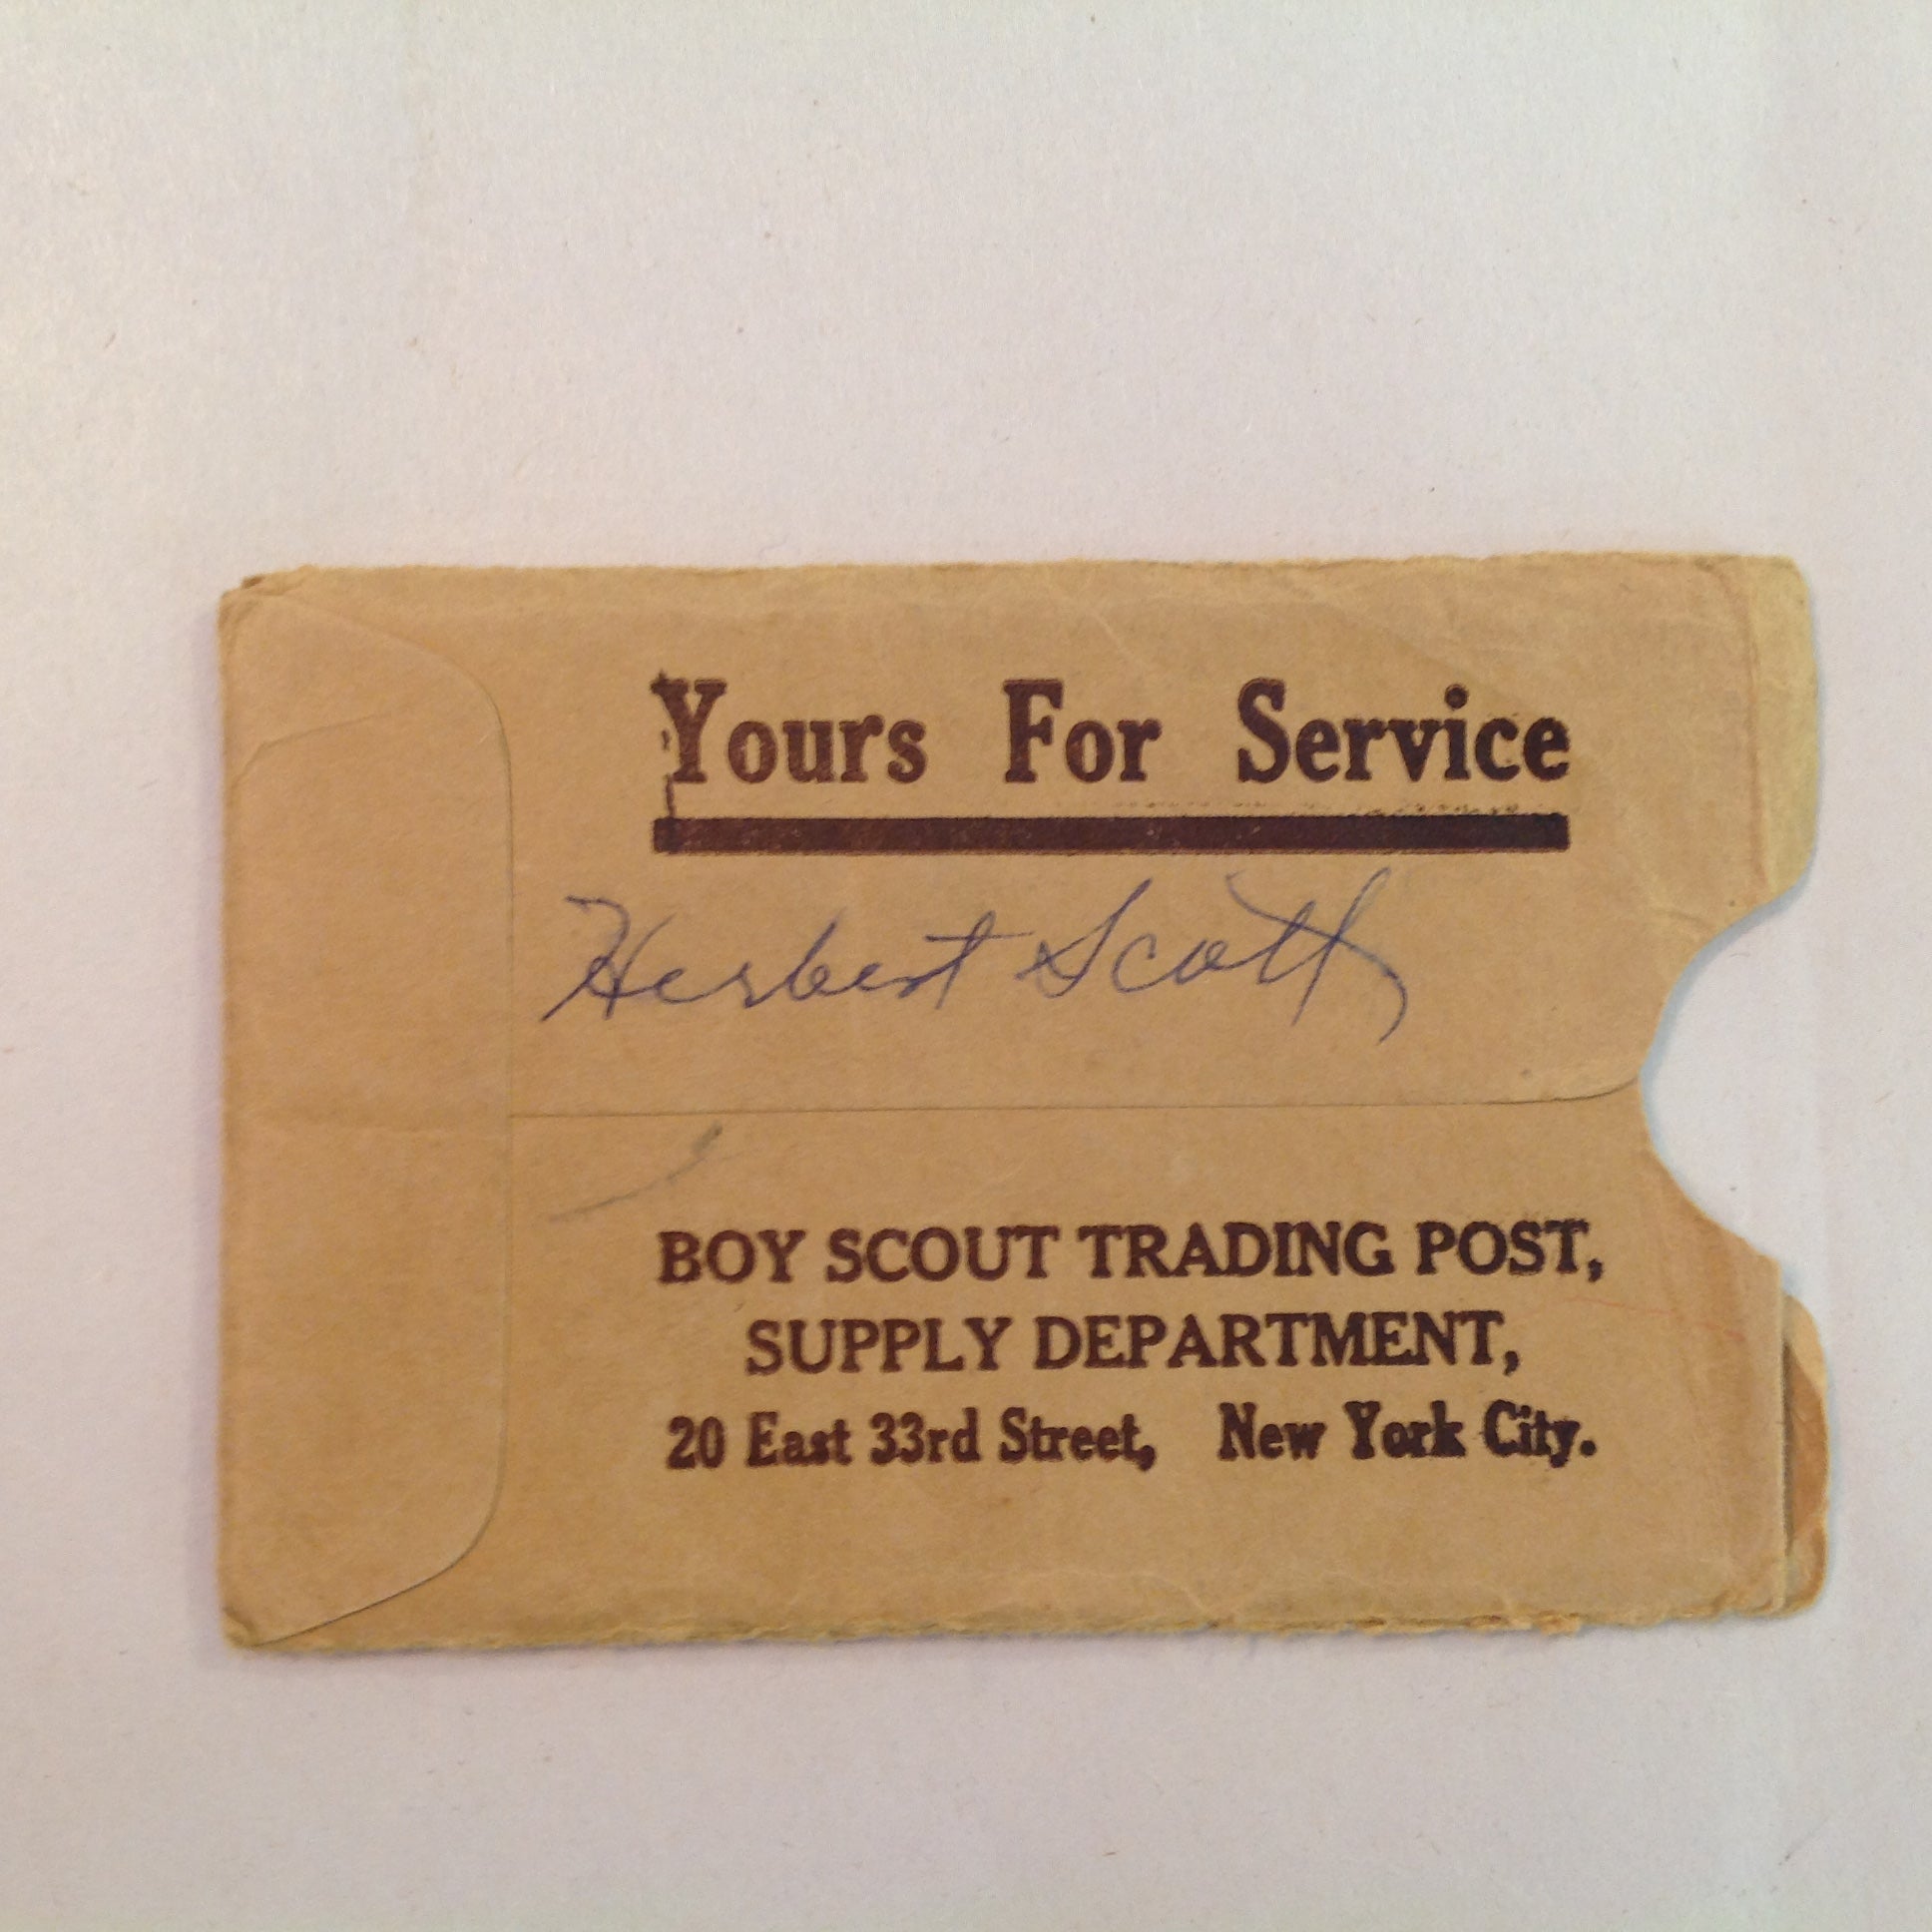 Yours For Service
Herbert Scott
BOY SCOUT TRADING POST,
SUPPLY DEPARTMENT,
20 East 33rd Street, New York City.